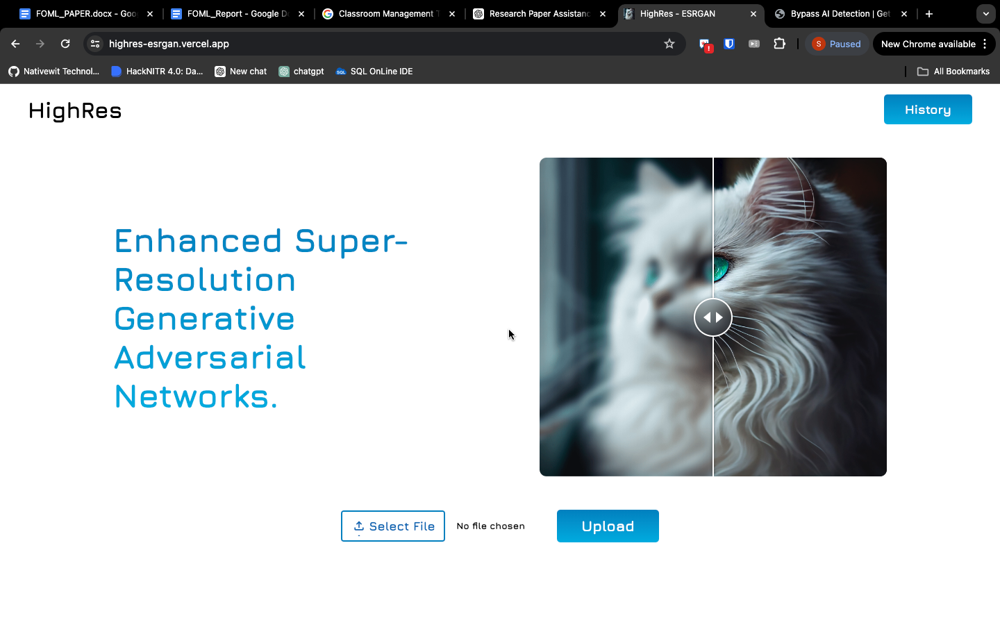 FOML_PAPER.docx - Goo
FOML_Report - Google Do
Classroom Management T
Research Paper Assistanc
HighRes - ESRGAN
Bypass AI Detection | Get
highres-esrgan.vercel.app
S Paused
New Chrome available
Nativewit Technol...
HackNITR 4.0: Da...
New chat
chatgpt
SQL SQL OnLine IDE
All Bookmarks
HighRes
History
Enhanced Super-
Resolution
Generative
Adversarial
Networks.
Select File
No file chosen
Upload